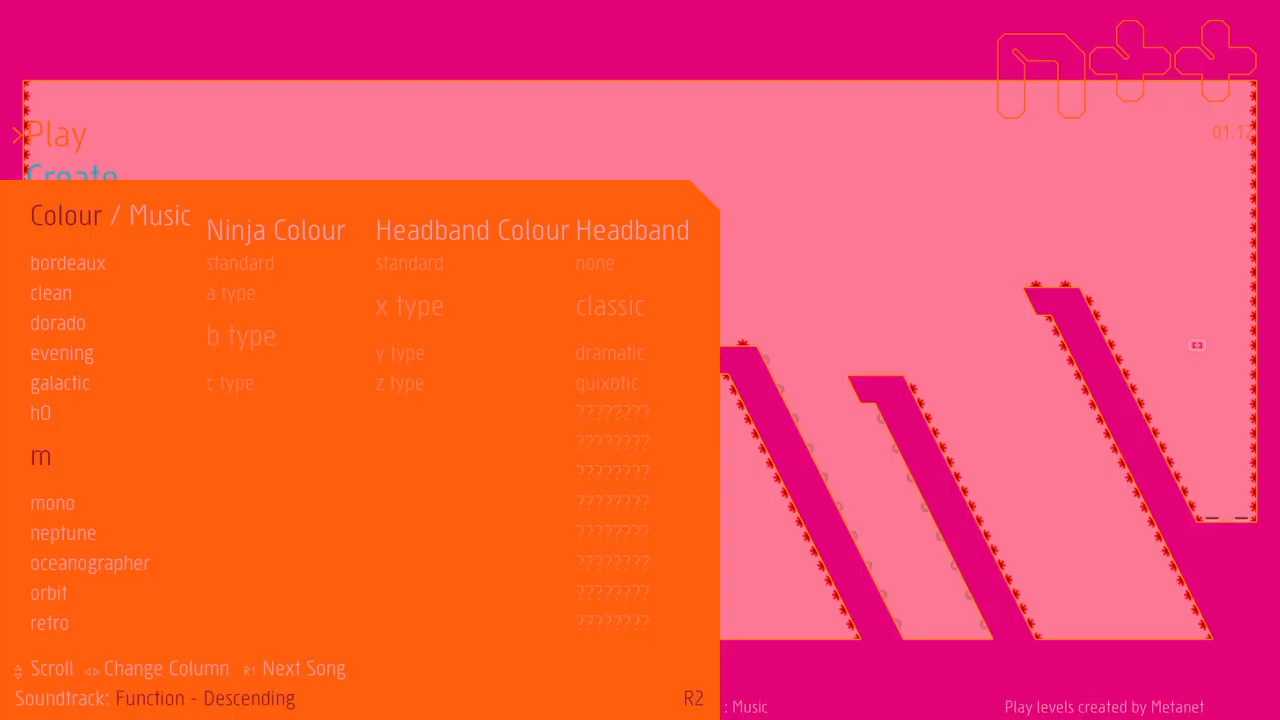 n++
01.12
>Play
Create
Colour / Music
Ninja Colour
Headband Colour
Headband
bordeaux
clean
dorado
evening
galactic
h0
m
mono
neptune
oceanographer
orbit
retro
standard
a type
b type
c type
standard
x type
y type
z type
none
classic
dramatic
quixotic
????????
????????
????????
????????
????????
????????
????????
????????
Scroll Change Column R1 Next Song
Soundtrack: Function - Descending R2
: Music
Play levels created by Metanet